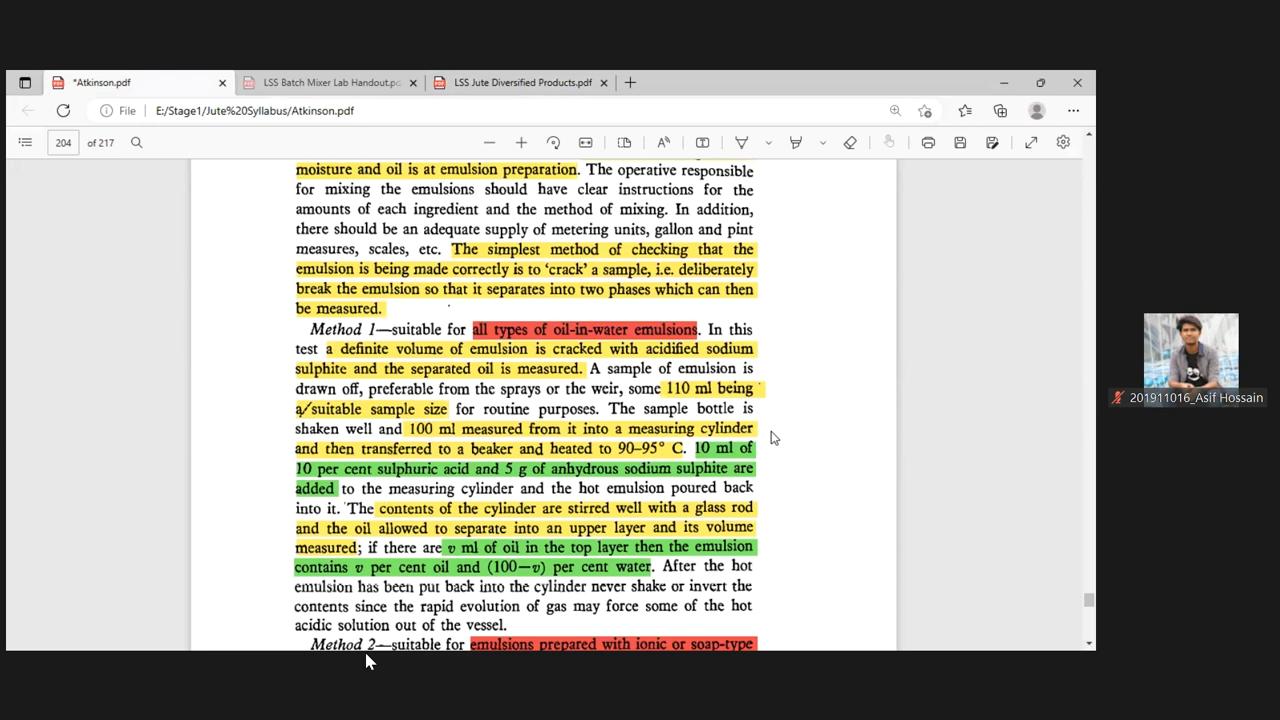 *Atkinson.pdf
LSS Batch Mixer Lab Handout.pd
LSS Jute Diversified Products.pdf
File
E:/Stage1/Jute%20Syllabus/Atkinson.pdf
204 of 217
moisture and oil is at emulsion preparation. The operative responsible
for mixing the emulsions should have clear instructions for the
amounts of each ingredient and the method of mixing. In addition,
there should be an adequate supply of metering units, gallon and pint
measures, scales, etc. The simplest method of checking that the
emulsion is being made correctly is to ‘crack’ a sample, i.e. deliberately
break the emulsion so that it separates into two phases which can then
be measured.
Method 1—suitable for all types of oil-in-water emulsions. In this
test a definite volume of emulsion is cracked with acidified sodium
sulphite and the separated oil is measured. A sample of emulsion is
drawn off, preferable from the sprays or the weir, some 110 ml being
a suitable sample size for routine purposes. The sample bottle is
shaken well and 100 ml measured from it into a measuring cylinder
and then transferred to a beaker and heated to 90–95° C. 10 ml of
10 per cent sulphuric acid and 5 g of anhydrous sodium sulphite are
added to the measuring cylinder and the hot emulsion poured back
into it. The contents of the cylinder are stirred well with a glass rod
and the oil allowed to separate into an upper layer and its volume
measured; if there are v ml of oil in the top layer then the emulsion
contains v per cent oil and (100—v) per cent water. After the hot
emulsion has been put back into the cylinder never shake or invert the
contents since the rapid evolution of gas may force some of the hot
acidic solution out of the vessel.
Method 2—suitable for emulsions prepared with ionic or soap-type
201911016_Asif Hossain